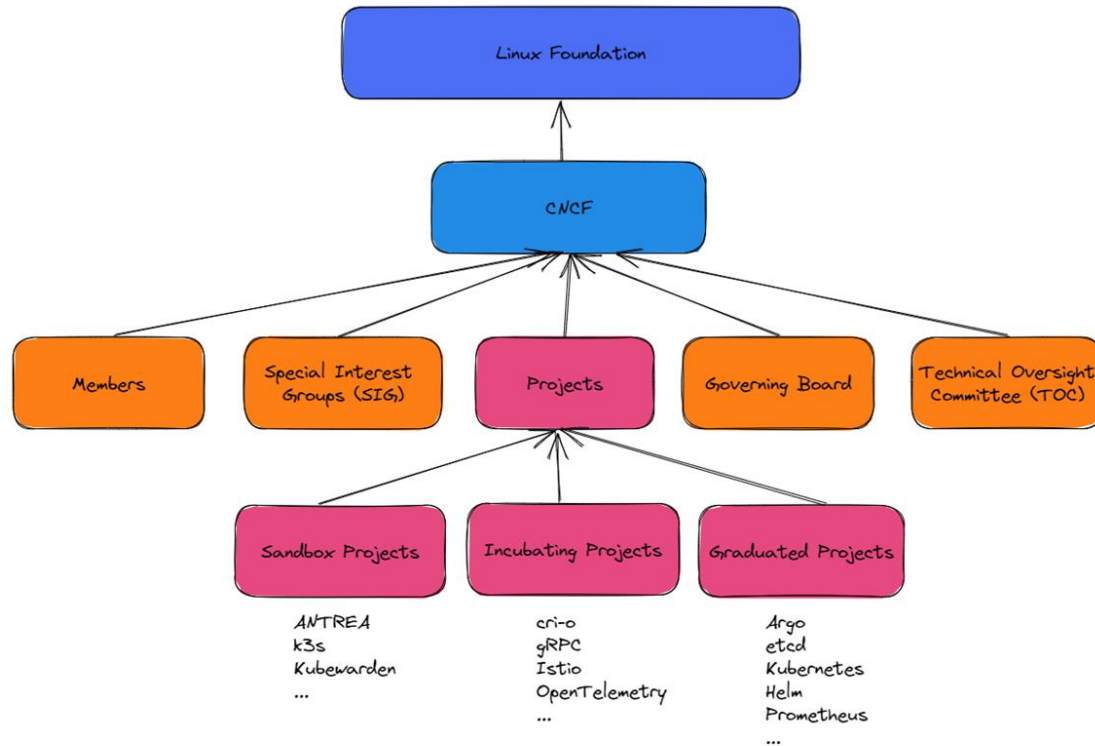 Linux Foundation
CNCF
Members
Special Interest
Groups (SIG)
Projects
Governing Board
Technical Oversight
Committee (TOC)
Sandbox Projects
Incubating Projects
Graduated Projects
ANTREA
k3s
Kubewarden
...
cri-o
gRPC
Istio
OpenTelemetry
...
Argo
etcd
Kubernetes
Helm
Prometheus
...